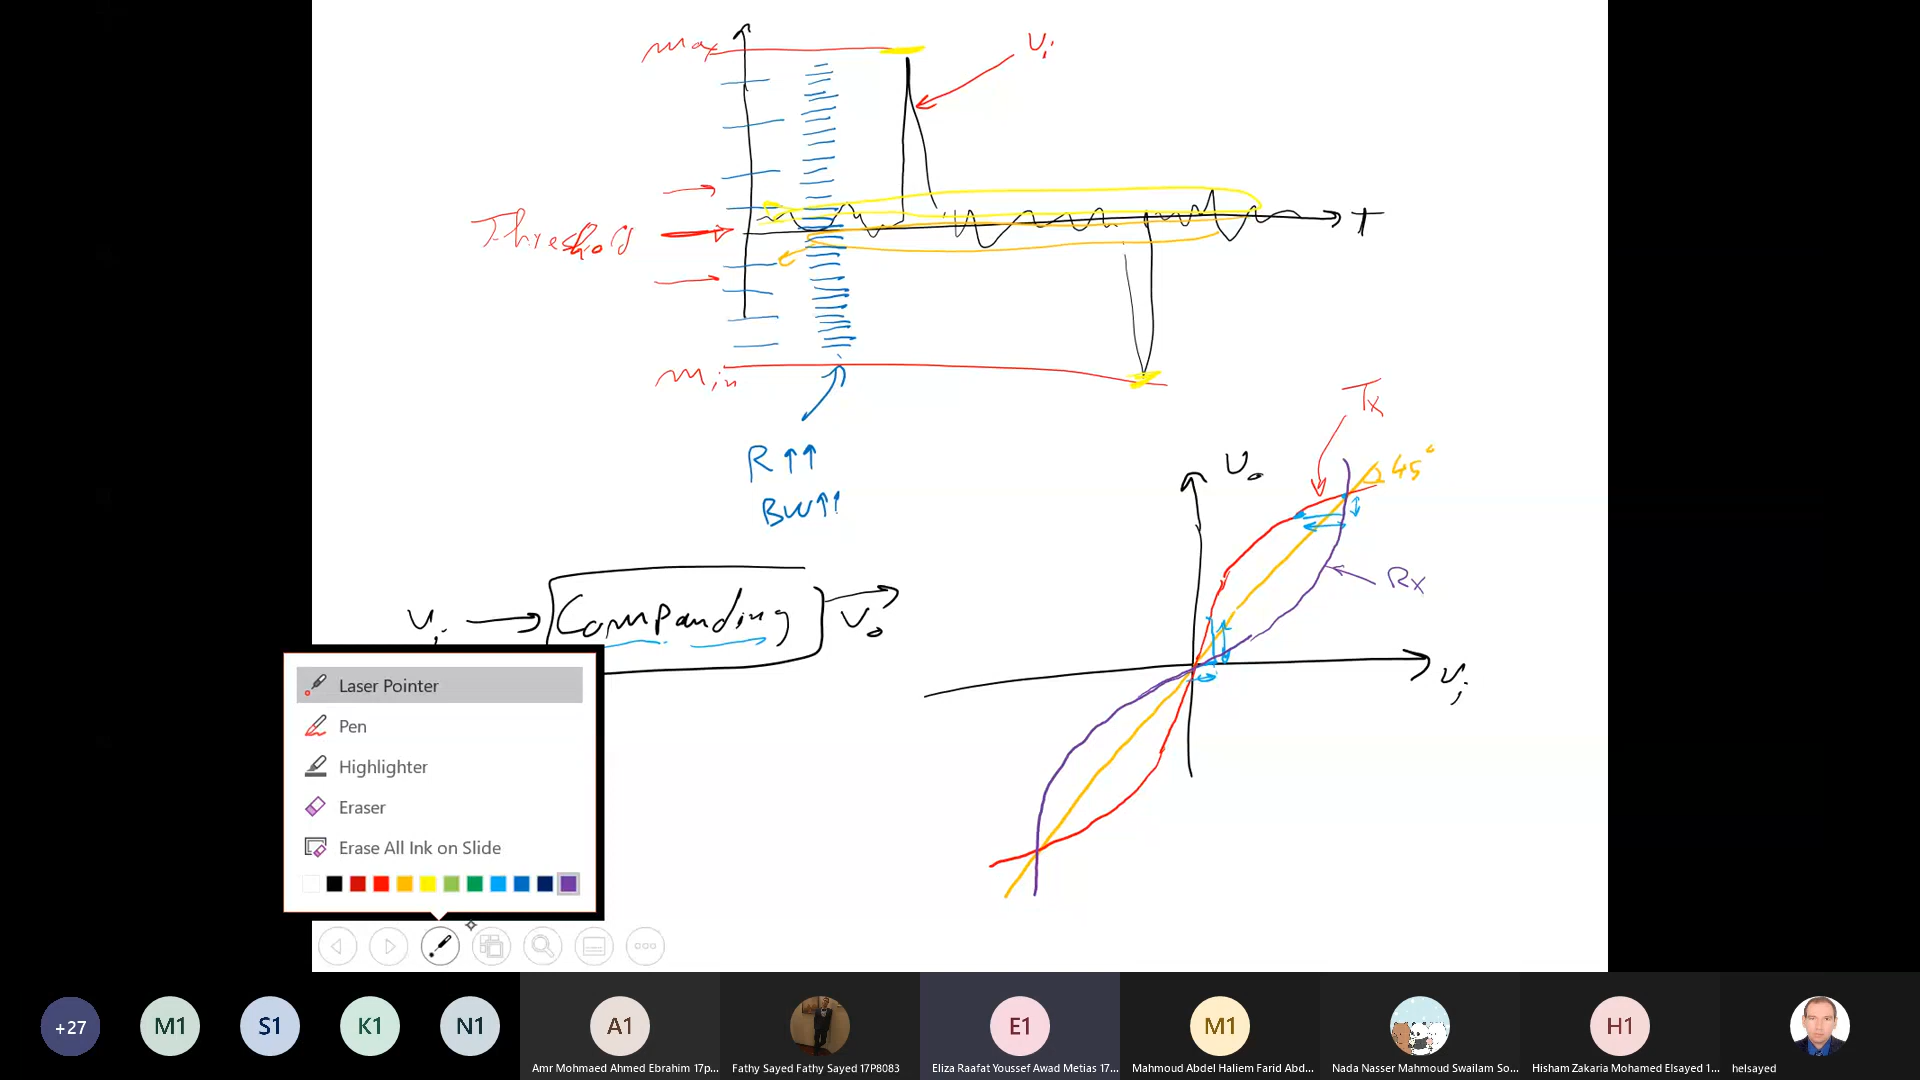 max
Vi
Threshold
T
min
R↑↑
BW↑↑
Tx
Vo
45°
Rx
Vi
Companding
Vo
Vi
Laser Pointer
Pen
Highlighter
Eraser
Erase All Ink on Slide
+27
M1
S1
K1
N1
A1
E1
M1
H1
Amr Mohmaed Ahmed Ebrahim 17p...
Fathy Sayed Fathy Sayed 17P8083
Eliza Raafat Youssef Awad Metias 17...
Mahmoud Abdel Haliem Farid Abd...
Nada Nasser Mahmoud Swailam So...
Hisham Zakaria Mohamed Elsayed 1...
helsayed